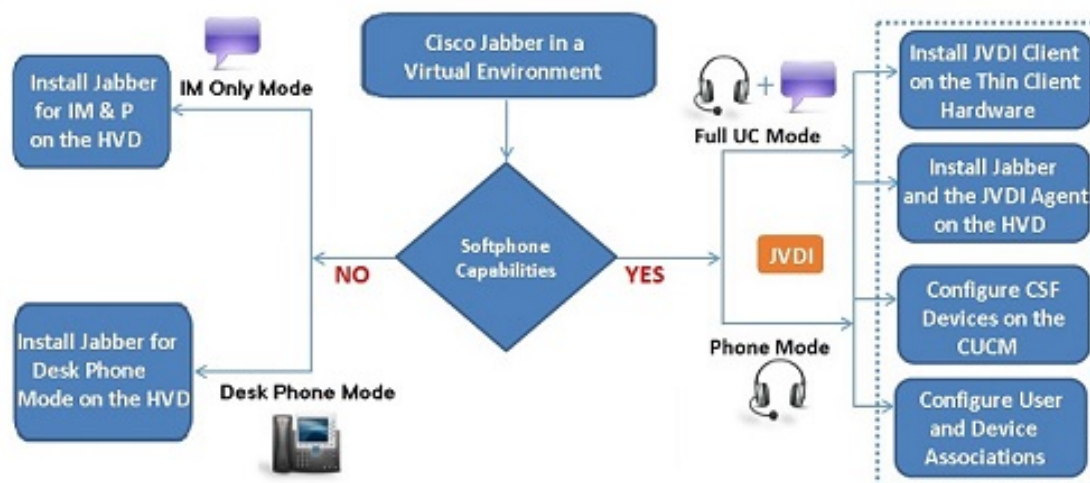 Cisco Jabber in a
Virtual Environment
Install Jabber
for IM & P
on the HVD
IM Only Mode
Softphone
Capabilities
NO
YES
Install Jabber for
Desk Phone
Mode on the HVD
Desk Phone Mode
+
Full UC Mode
JVDI
Phone Mode
Install JVDI Client
on the Thin Client
Hardware
Install Jabber
and the JVDI Agent
on the HVD
Configure CSF
Devices on the
CUCM
Configure User
and Device
Associations